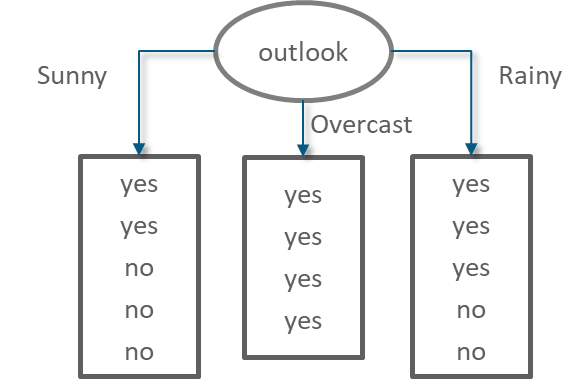 outlook
Sunny
Overcast
Rainy
yes
yes
no
no
no
yes
yes
yes
yes
yes
yes
yes
no
no